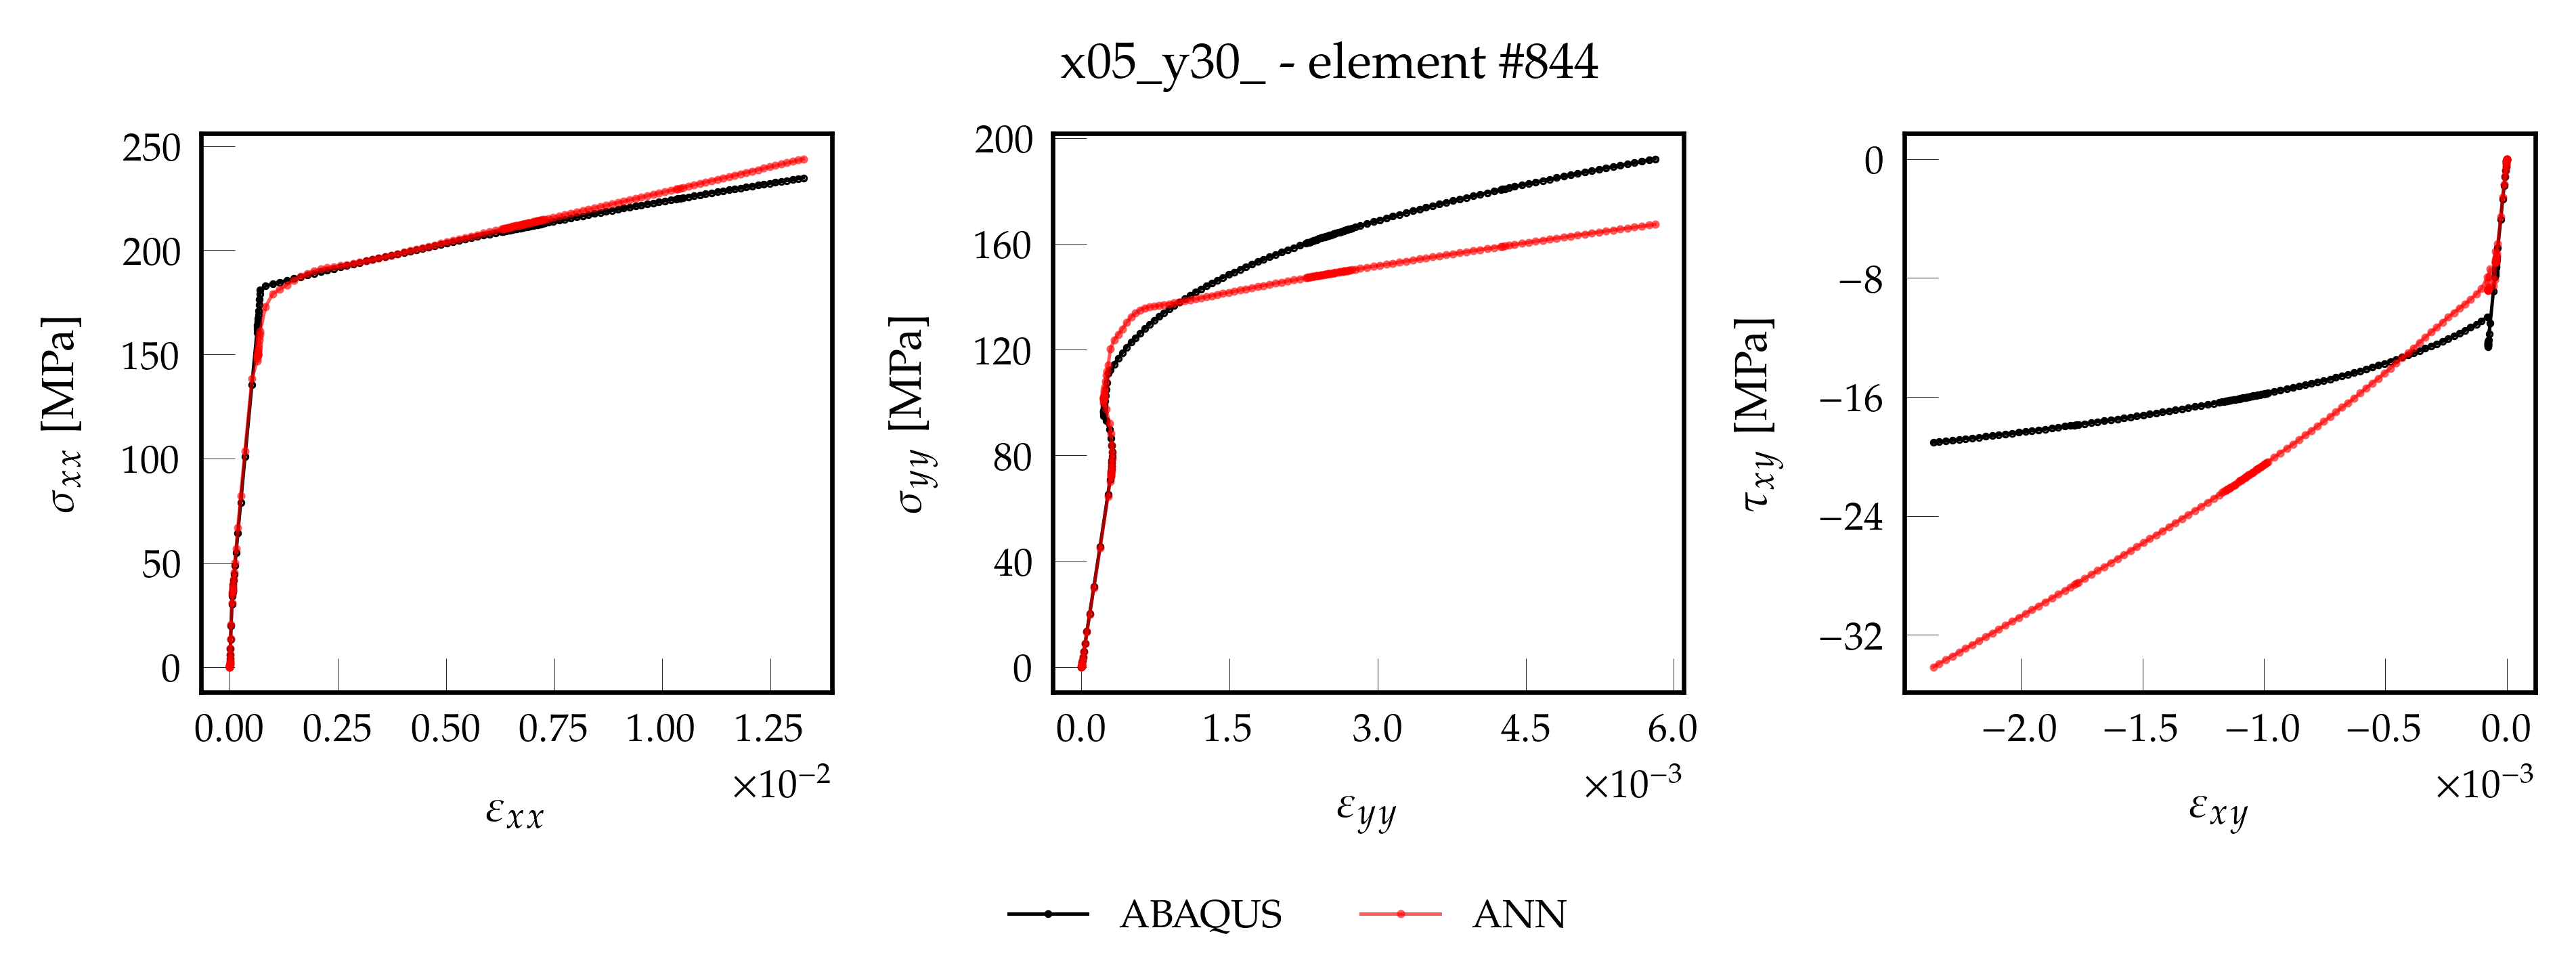 x05_y30_ - element #844
250
200
150
100
50
0
σxx [MPa]
0.00 0.25 0.50 0.75 1.00 1.25
×10−2
εxx
200
160
120
80
40
0
σyy [MPa]
0.0 1.5 3.0 4.5 6.0
×10−3
εyy
0
−8
−16
−24
−32
τxy [MPa]
−2.0 −1.5 −1.0 −0.5 0.0
×10−3
εxy
ABAQUS ANN